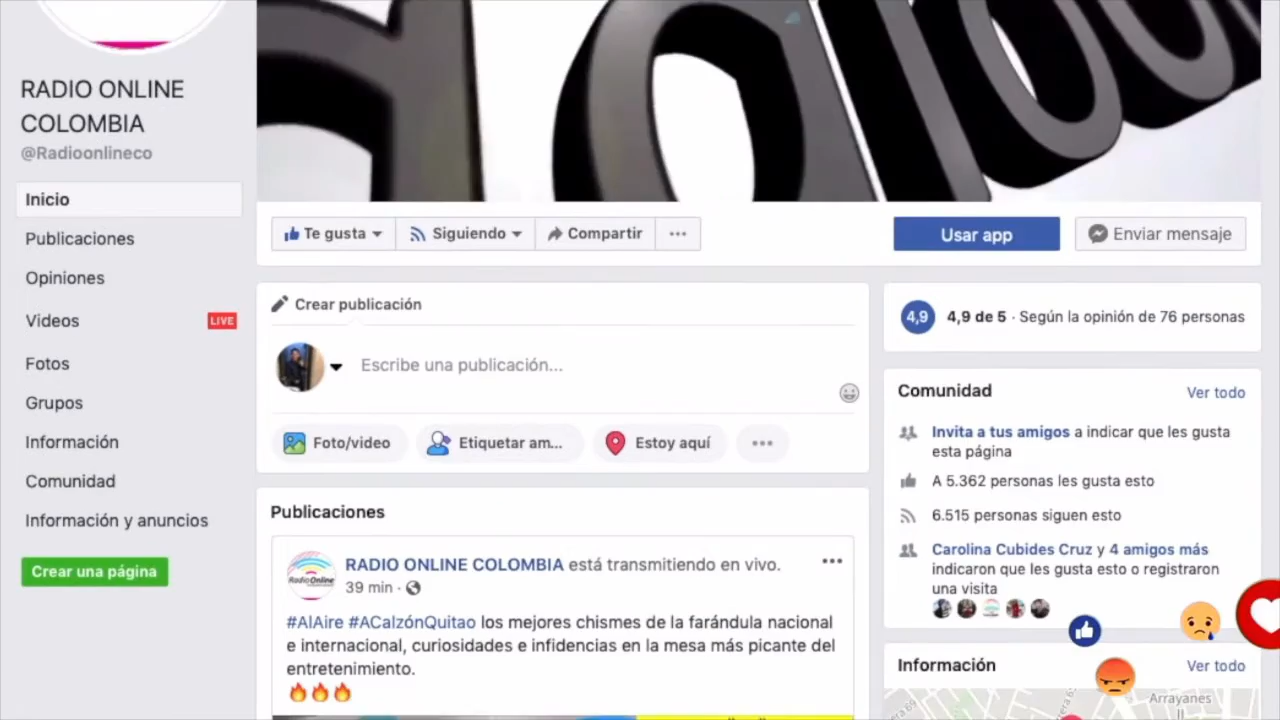 RADIO ONLINE
COLOMBIA
@Radioonlineco
Inicio
Publicaciones
Opiniones
Videos LIVE
Fotos
Grupos
Información
Comunidad
Información y anuncios
Crear una página
Te gusta
Siguiendo
Compartir
Usar app
Enviar mensaje
Crear publicación
Escribe una publicación...
Foto/video
Etiquetar am...
Estoy aquí
Publicaciones
RadioOnline
RADIO ONLINE COLOMBIA está transmitiendo en vivo.
39 min ·
#AlAire #ACalzónQuitao los mejores chismes de la farándula nacional
e internacional, curiosidades e infidencias en la mesa más picante del
entretenimiento.
4,9
4,9 de 5 · Según la opinión de 76 personas
Comunidad Ver todo
Invita a tus amigos a indicar que les gusta
esta página
A 5.362 personas les gusta esto
6.515 personas siguen esto
Carolina Cubides Cruz y 4 amigos más
indicaron que les gusta esto o registraron
una visita
Información Ver todo
Arrayanes